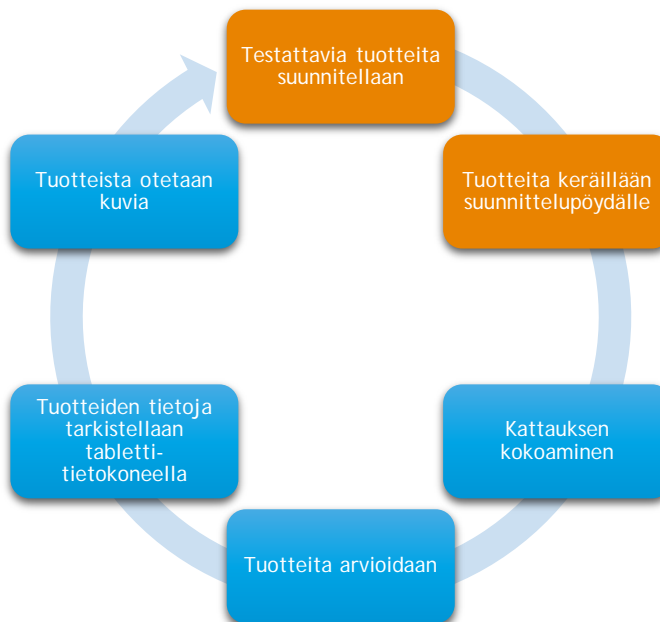 Testattavia tuotteita
suunnitellaan
Tuotteita keräillään
suunnittelupöydälle
Kattauksen
kokoaminen
Tuotteita arvioidaan
Tuotteiden tietoja
tarkistellaan
tabletti-
tietokoneella
Tuotteista otetaan
kuvia